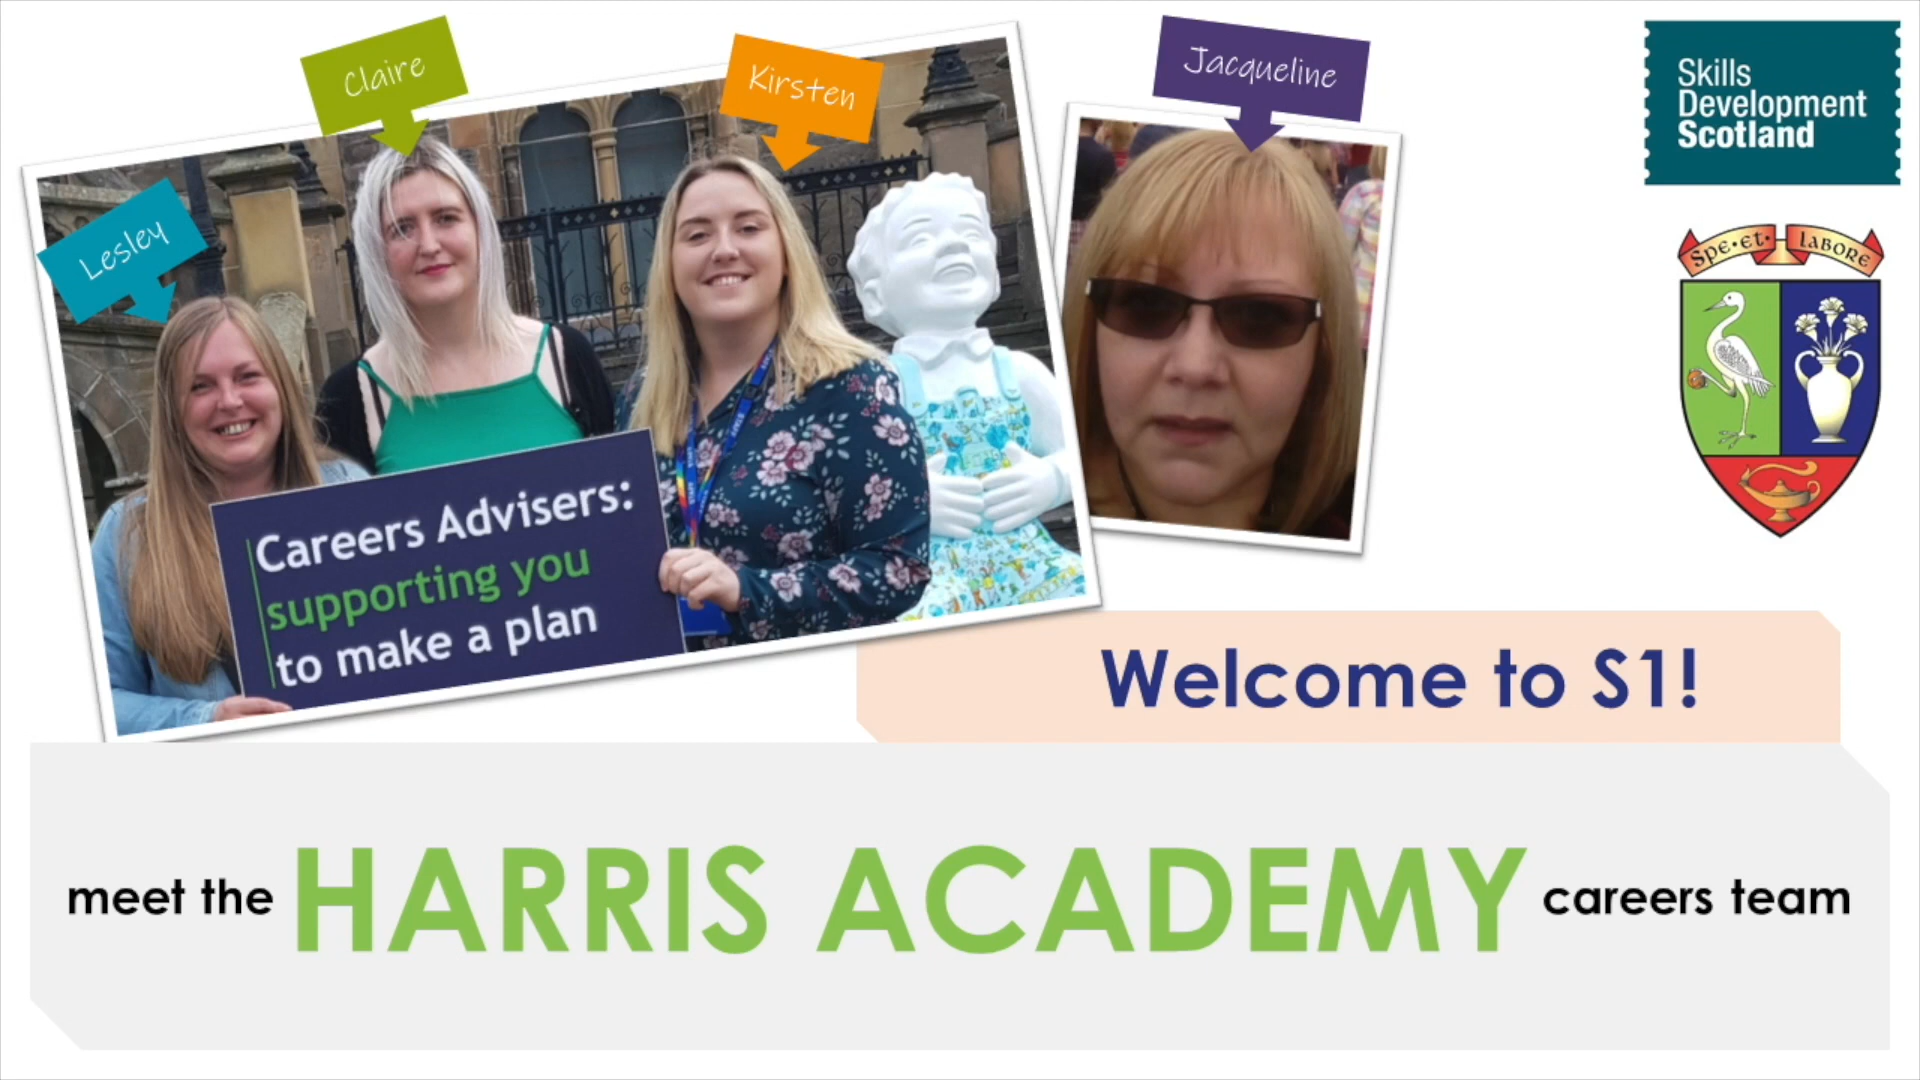 Claire
Kirsten
Jacqueline
Lesley
Skills
Development
Scotland
SPE·ET· LABORE
Careers Advisers:
supporting you
to make a plan
Welcome to S1!
meet the HARRIS ACADEMY careers team